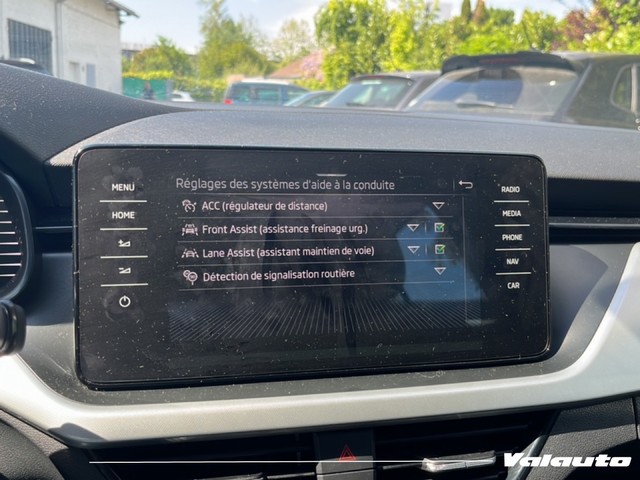 Réglages des systèmes d'aide à la conduite
MENU
RADIO
ACC (régulateur de distance)
HOME
MEDIA
Front Assist (assistance freinage urg.)
PHONE
Lane Assist (assistant maintien de voie)
NAV
Détection de signalisation routière
CAR
Valauto